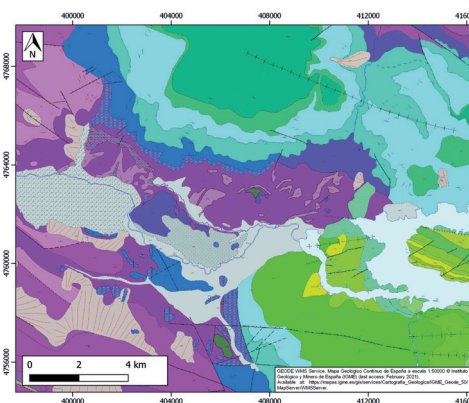 400000 404000 408000 412000 416
4768000
N
4764000
4760000
4756000
0 2 4 km
GEODE WMS Service. Mapa Geológico Continuo de España a escala 1:50000 © Instituto
Geológico y Minero de España (IGME) (last access: February 2021).
Available at: https://mapas.igme.es/gis/services/Cartografia_Geologica/IGME_Geode_50/
MapServer/WMSServer.
400000 404000 408000 412000 416